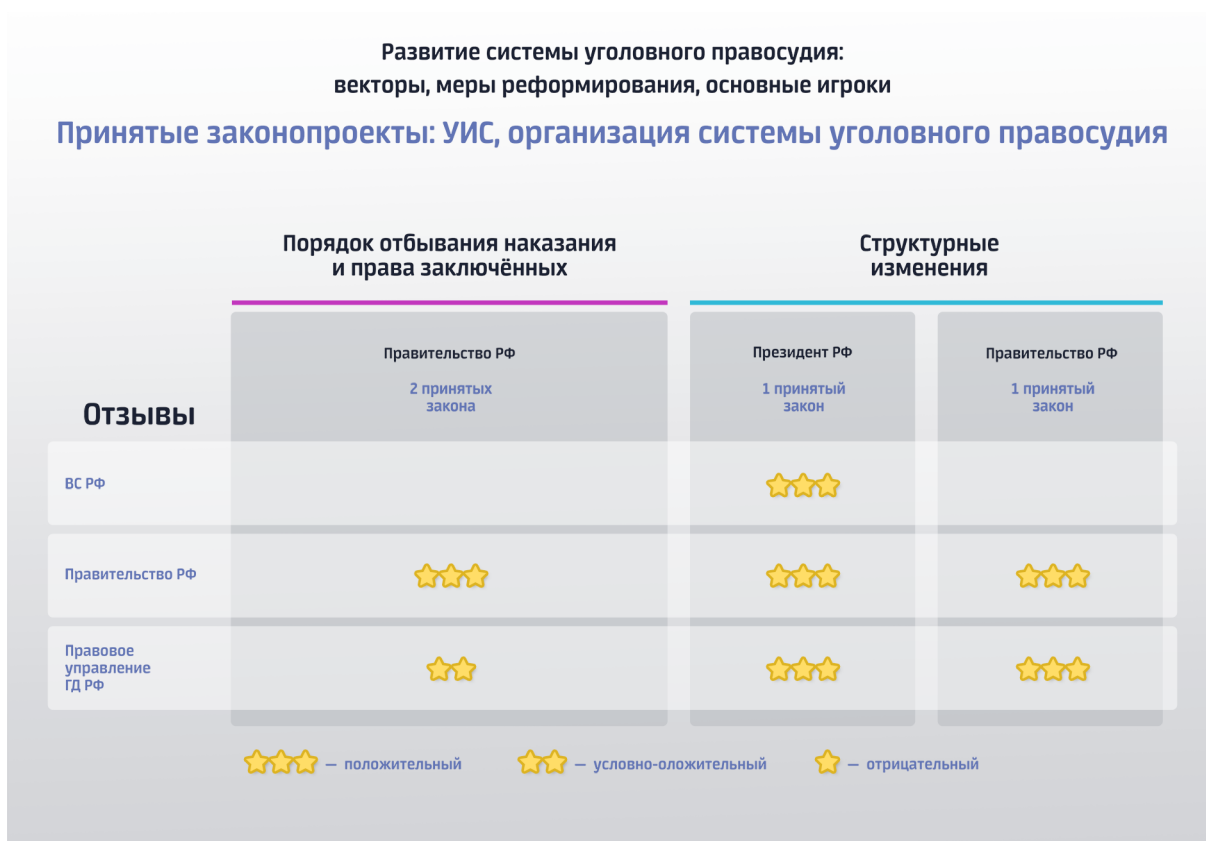 Развитие системы уголовного правосудия:
векторы, меры реформирования, основные игроки
Принятые законопроекты: УИС, организация системы уголовного правосудия
Порядок отбывания наказания
и права заключённых
Структурные
изменения
Правительство РФ
2 принятых
закона
Президент РФ
1 принятый
закон
Правительство РФ
1 принятый
закон
Отзывы
ВС РФ
Правительство РФ
Правовое
управление
ГД РФ
— положительный
— условно-оложительный
— отрицательный